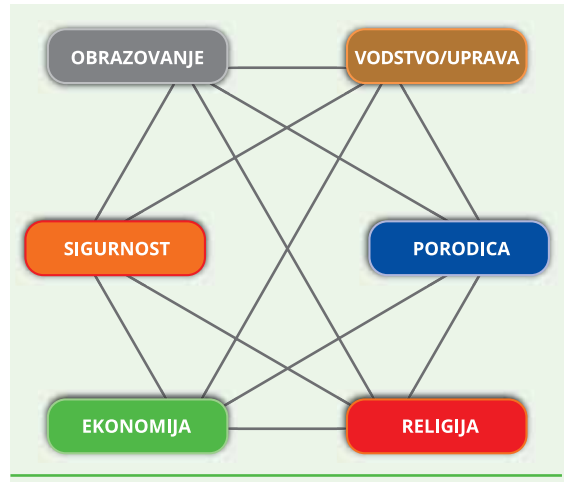 OBRAZOVANJE
VODSTVO/UPRAVA
SIGURNOST
PORODICA
EKONOMIJA
RELIGIJA